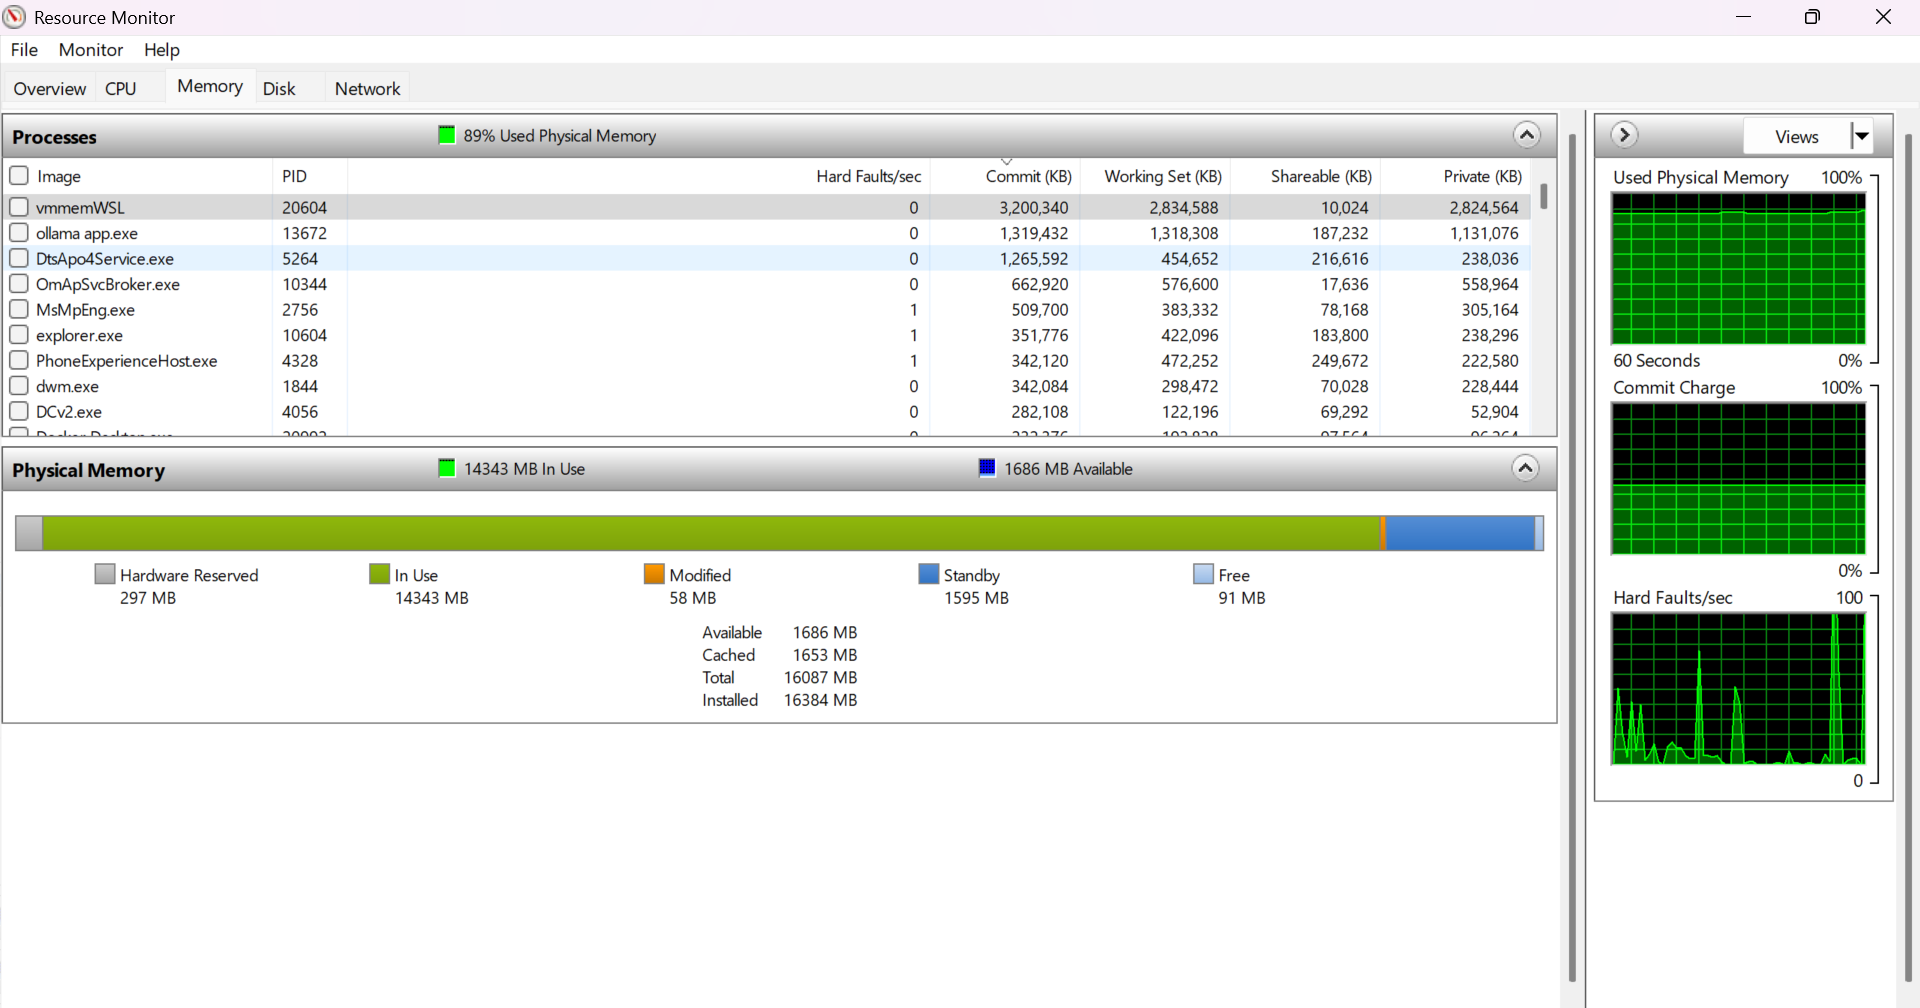 Resource Monitor
File Monitor Help
Overview CPU Memory Disk Network
Processes 89% Used Physical Memory
Image PID Hard Faults/sec Commit (KB) Working Set (KB) Shareable (KB) Private (KB)
vmmemWSL 20604 0 3,200,340 2,834,588 10,024 2,824,564
ollama app.exe 13672 0 1,319,432 1,318,308 187,232 1,131,076
DtsApo4Service.exe 5264 0 1,265,592 454,652 216,616 238,036
OmApSvcBroker.exe 10344 0 662,920 576,600 17,636 558,964
MsMpEng.exe 2756 1 509,700 383,332 78,168 305,164
explorer.exe 10604 1 351,776 422,096 183,800 238,296
PhoneExperienceHost.exe 4328 1 342,120 472,252 249,672 222,580
dwm.exe 1844 0 342,084 298,472 70,028 228,444
DCv2.exe 4056 0 282,108 122,196 69,292 52,904
Physical Memory 14343 MB In Use 1686 MB Available
Hardware Reserved In Use Modified Standby Free
297 MB 14343 MB 58 MB 1595 MB 91 MB
Available 1686 MB
Cached 1653 MB
Total 16087 MB
Installed 16384 MB
Views
Used Physical Memory 100%
60 Seconds 0%
Commit Charge 100%
0%
Hard Faults/sec 100
0